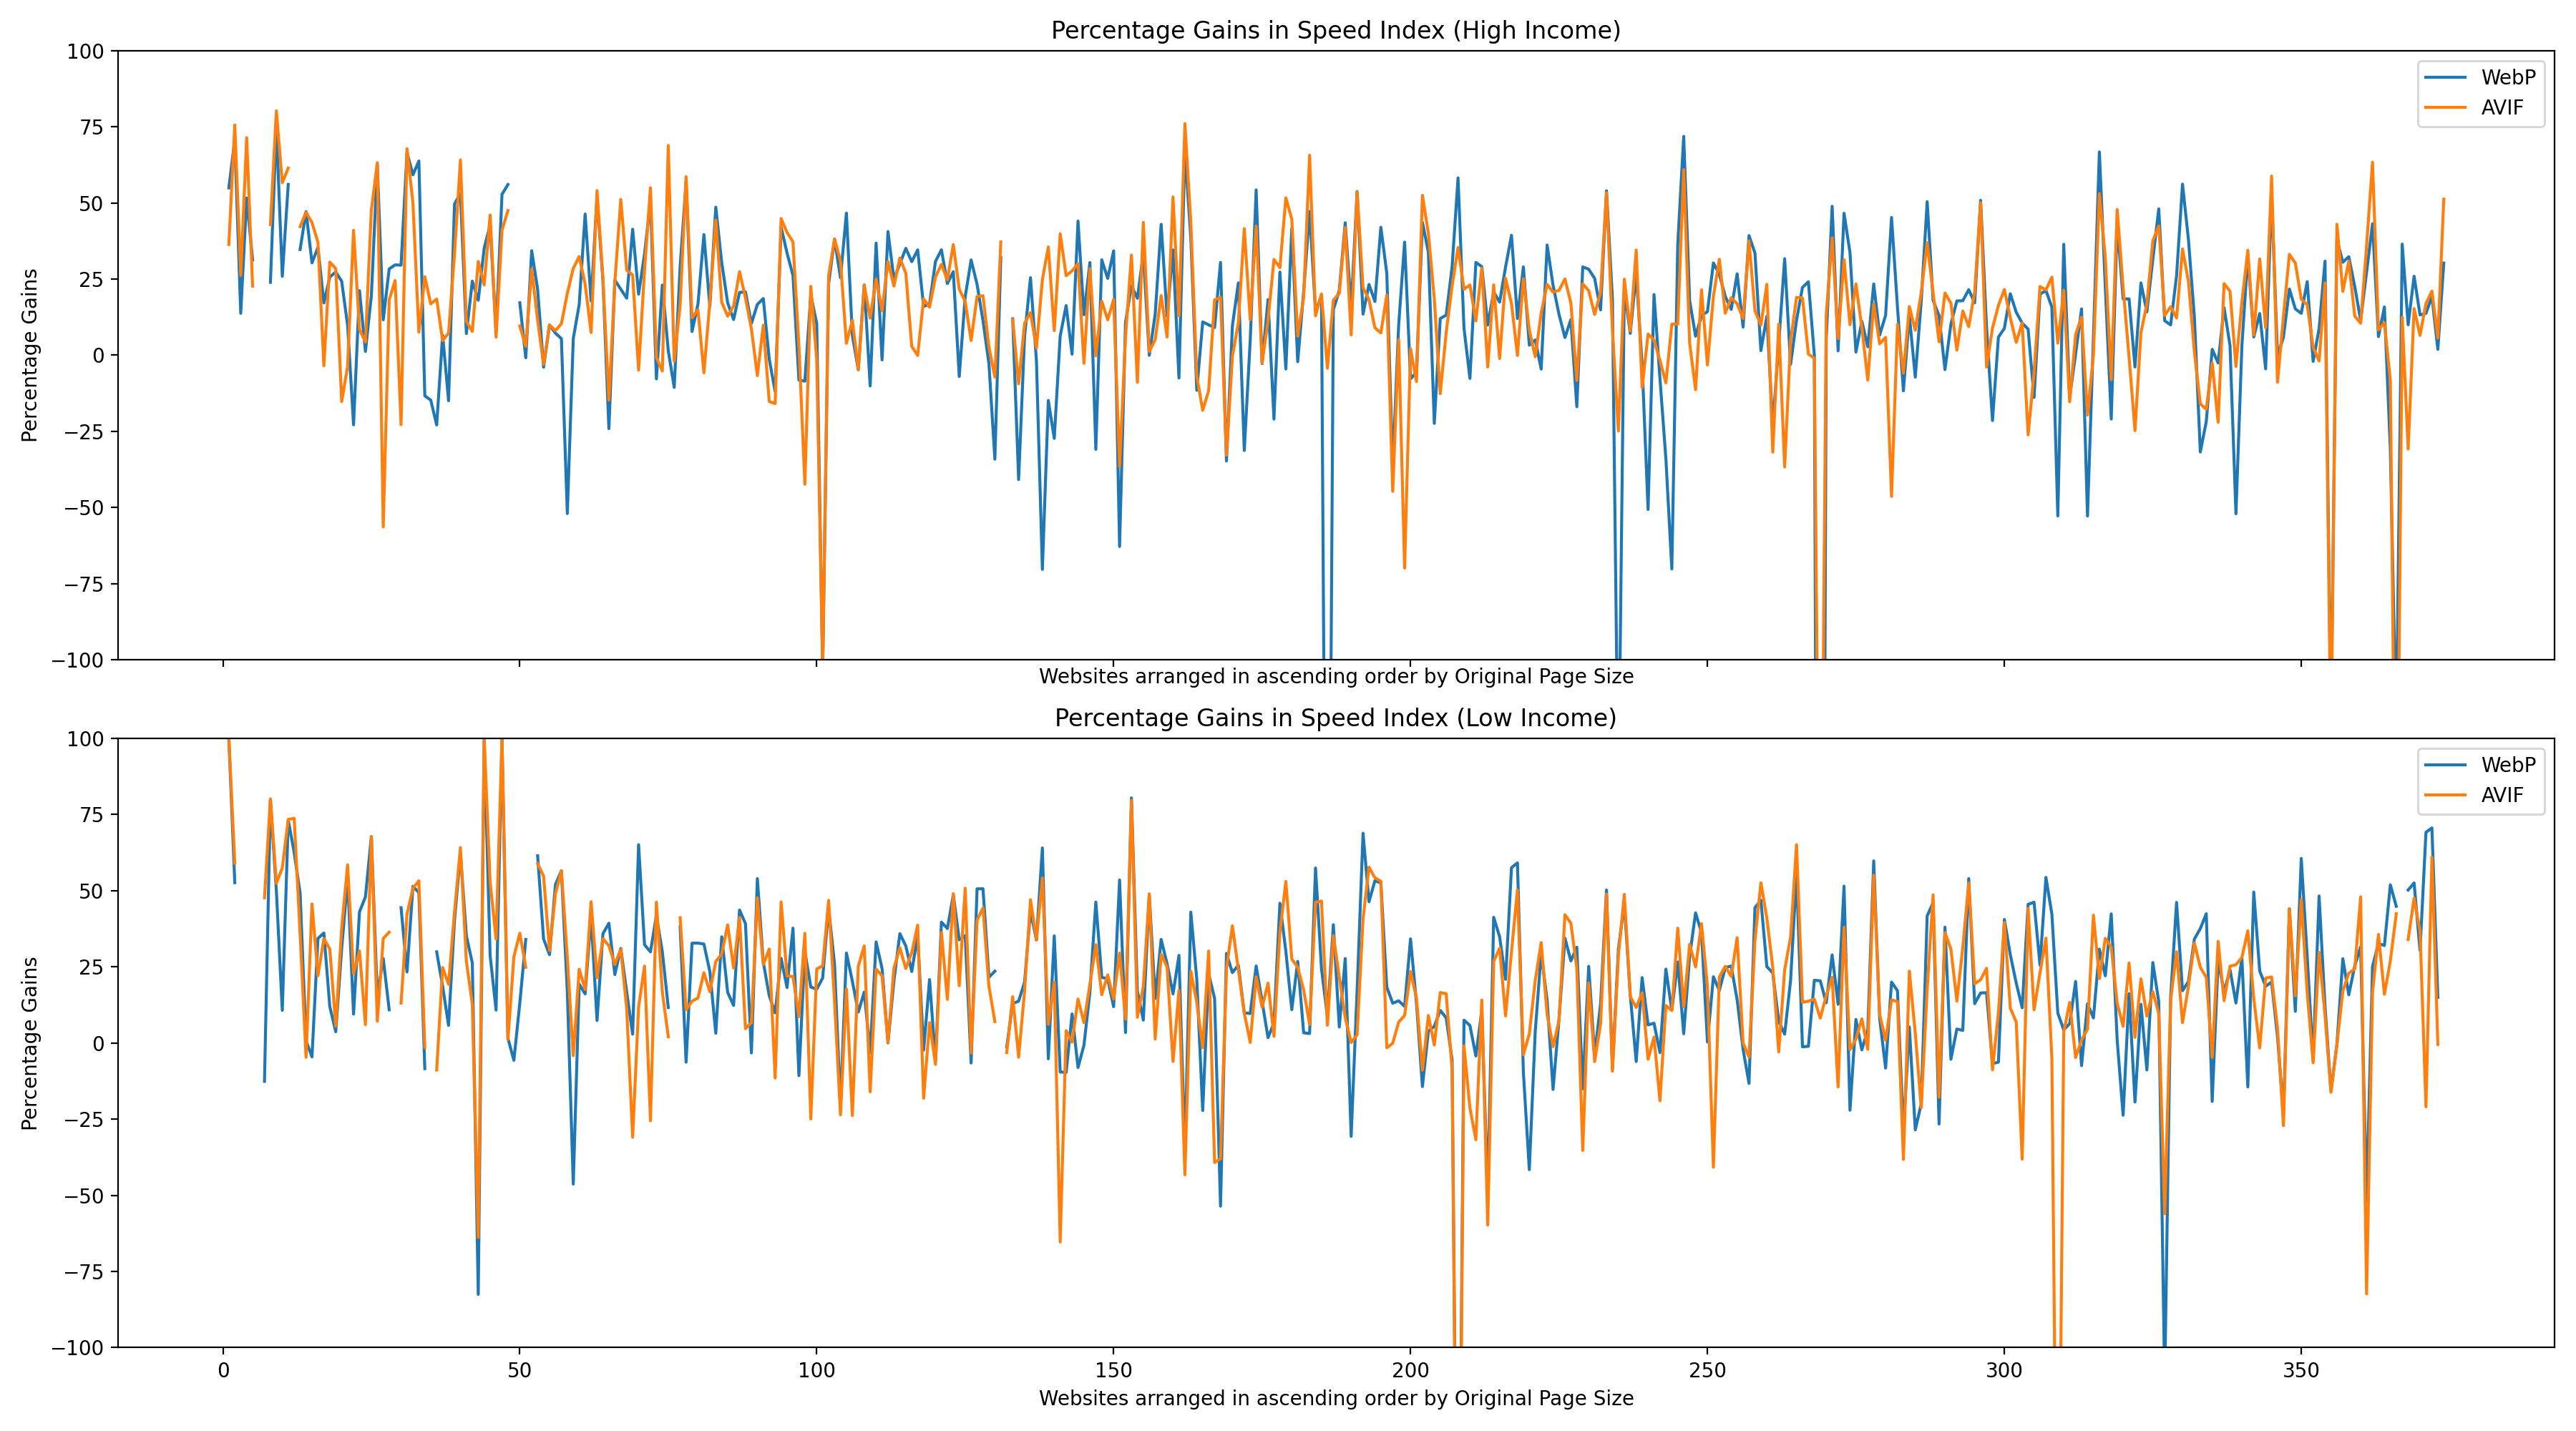 Percentage Gains in Speed Index (High Income)
100
75
50
25
0
−25
−50
−75
−100
Percentage Gains
WebP
AVIF
Websites arranged in ascending order by Original Page Size
Percentage Gains in Speed Index (Low Income)
100
75
50
25
0
−25
−50
−75
−100
Percentage Gains
WebP
AVIF
0 50 100 150 200 250 300 350
Websites arranged in ascending order by Original Page Size